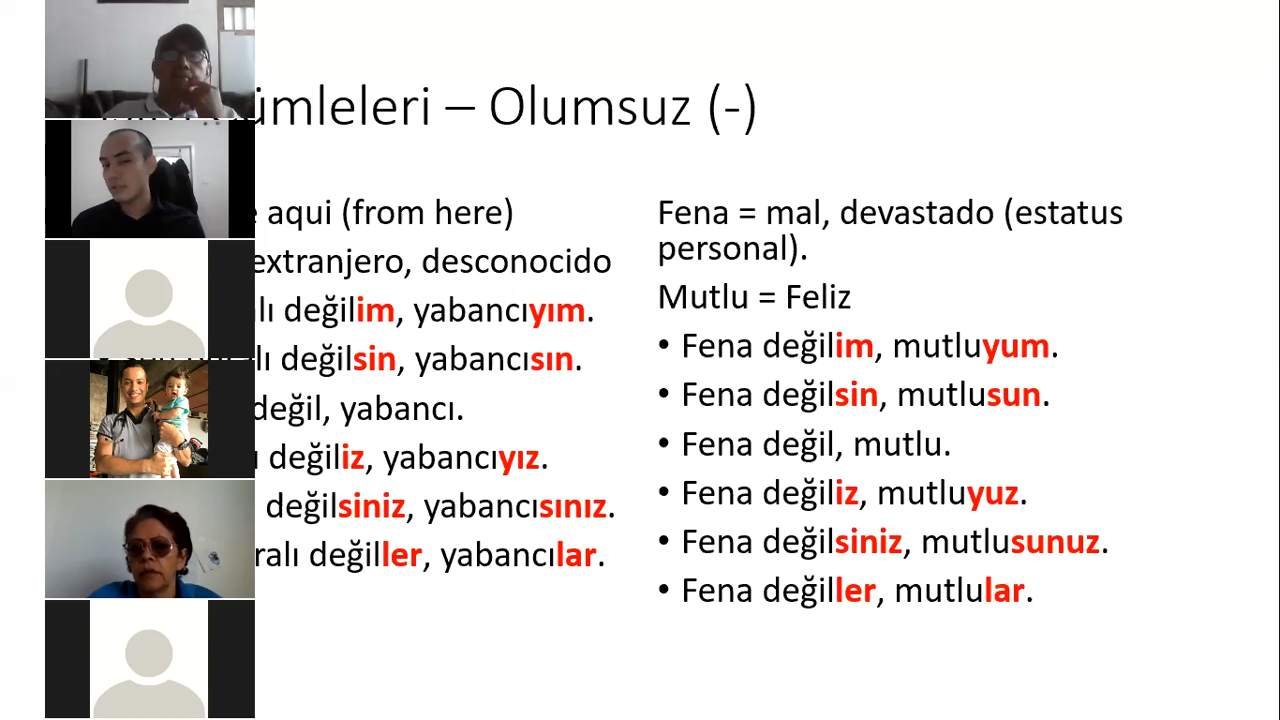 ümleleri – Olumsuz (-)
aqui (from here)
extranjero, desconocido
lı değilim, yabancıyım.
değilsin, yabancısın.
değil, yabancı.
değiliz, yabancıyız.
değilsiniz, yabancısınız.
ralı değiller, yabancılar.
Fena = mal, devastado (estatus
personal).
Mutlu = Feliz
• Fena değilim, mutluyum.
• Fena değilsin, mutlusun.
• Fena değil, mutlu.
• Fena değiliz, mutluyuz.
• Fena değilsiniz, mutlusunuz.
• Fena değiller, mutlular.